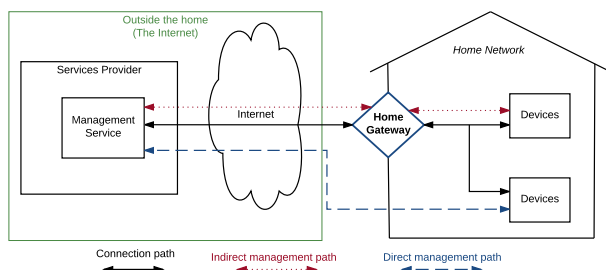 Outside the home
(The Internet)
Home Network
Services Provider
Management
Service
Internet
Home
Gateway
Devices
Devices
Connection path
Indirect management path
Direct management path